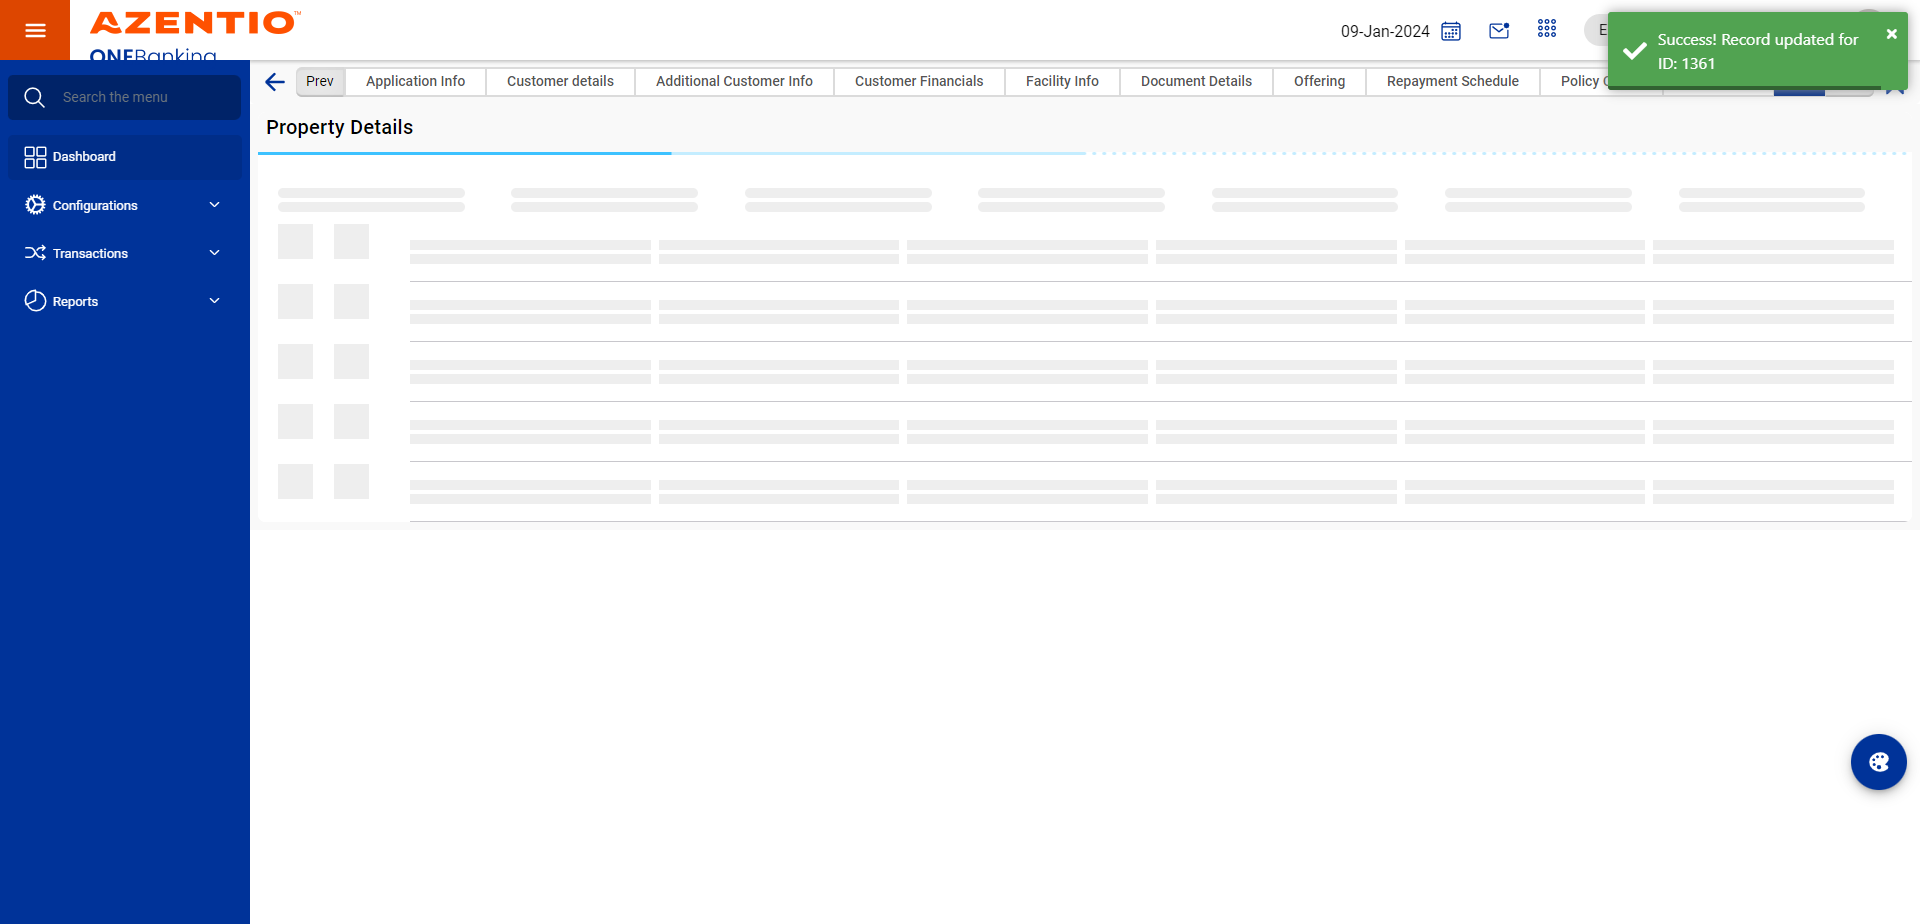 AZENTIO™
ONEBanking
09-Jan-2024
Success! Record updated for
ID: 1361
Search the menu
Dashboard
Configurations
Transactions
Reports
Prev
Application Info
Customer details
Additional Customer Info
Customer Financials
Facility Info
Document Details
Offering
Repayment Schedule
Policy
Property Details